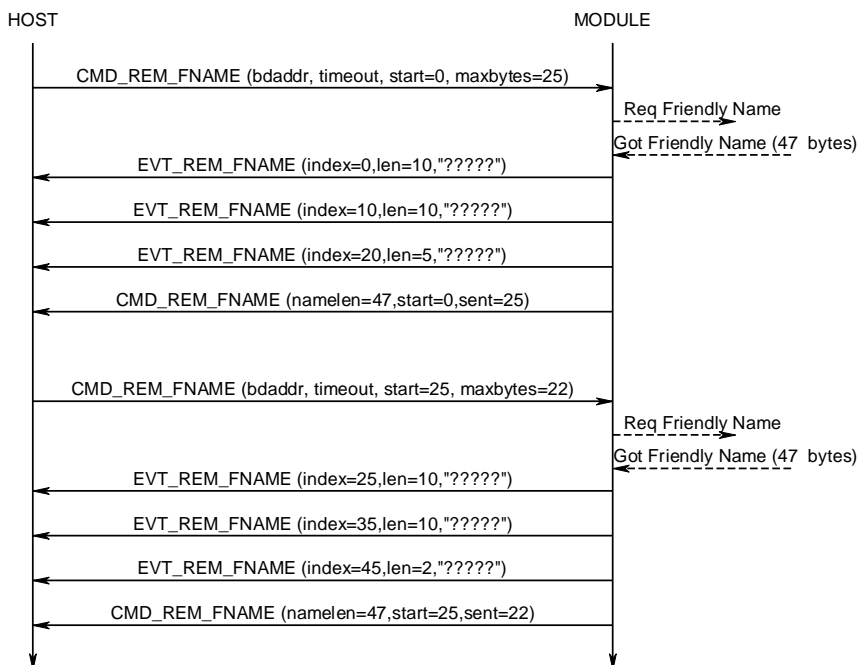 HOST MODULE
CMD_REM_FNAME (bdaddr, timeout, start=0, maxbytes=25)
Req Friendly Name
Got Friendly Name (47 bytes)
EVT_REM_FNAME (index=0,len=10,"?????")
EVT_REM_FNAME (index=10,len=10,"?????")
EVT_REM_FNAME (index=20,len=5,"?????")
CMD_REM_FNAME (namelen=47,start=0,sent=25)
CMD_REM_FNAME (bdaddr, timeout, start=25, maxbytes=22)
Req Friendly Name
Got Friendly Name (47 bytes)
EVT_REM_FNAME (index=25,len=10,"?????")
EVT_REM_FNAME (index=35,len=10,"?????")
EVT_REM_FNAME (index=45,len=2,"?????")
CMD_REM_FNAME (namelen=47,start=25,sent=22)